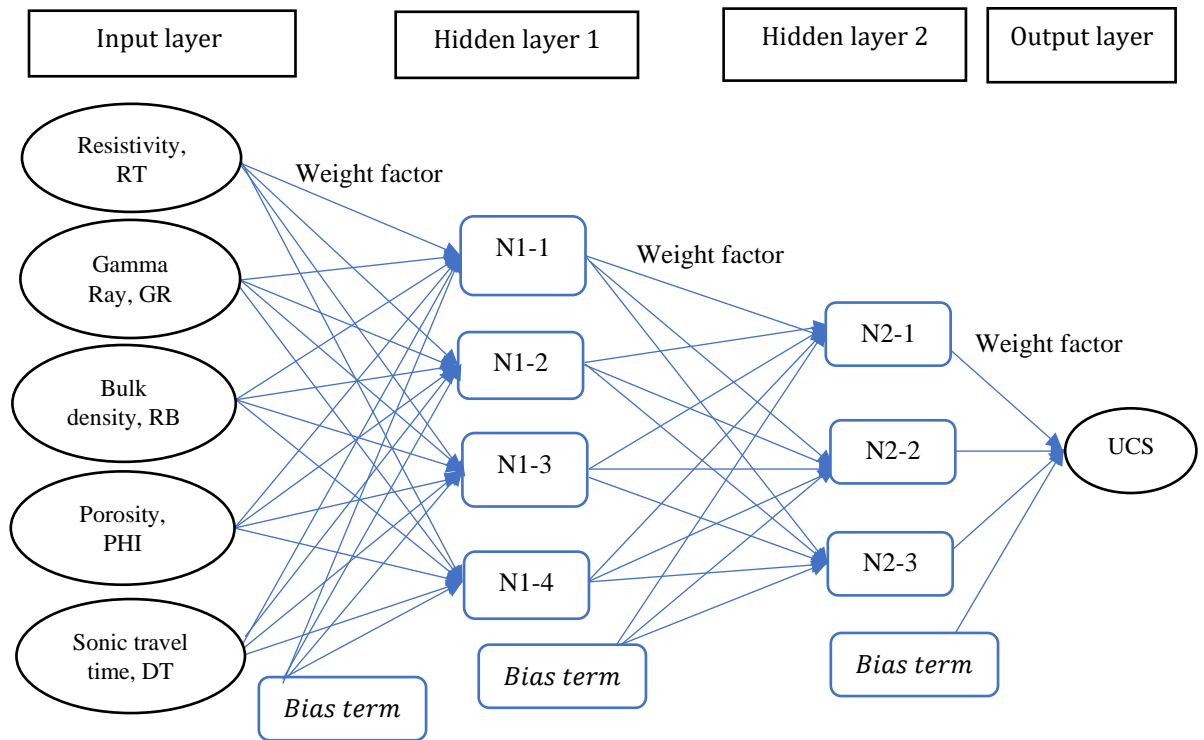 Input layer
Hidden layer 1
Hidden layer 2
Output layer
Resistivity,
RT
Weight factor
Gamma
Ray, GR
N1-1
Weight factor
Bulk
density, RB
N1-2
N2-1
Weight factor
N1-3
N2-2
UCS
Porosity,
PHI
N1-4
N2-3
Sonic travel
time, DT
Bias term
Bias term
Bias term